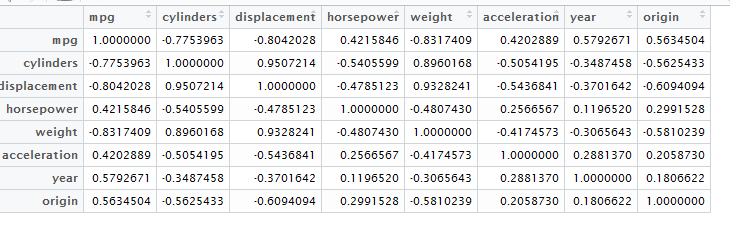 mpg cylinders displacement horsepower weight acceleration year origin
mpg 1.0000000 -0.7753963 -0.8042028 0.4215846 -0.8317409 0.4202889 0.5792671 0.5634504
cylinders -0.7753963 1.0000000 0.9507214 -0.5405599 0.8960168 -0.5054195 -0.3487458 -0.5625433
displacement -0.8042028 0.9507214 1.0000000 -0.4785123 0.9328241 -0.5436841 -0.3701642 -0.6094094
horsepower 0.4215846 -0.5405599 -0.4785123 1.0000000 -0.4807430 0.2566567 0.1196520 0.2991528
weight -0.8317409 0.8960168 0.9328241 -0.4807430 1.0000000 -0.4174573 -0.3065643 -0.5810239
acceleration 0.4202889 -0.5054195 -0.5436841 0.2566567 -0.4174573 1.0000000 0.2881370 0.2058730
year 0.5792671 -0.3487458 -0.3701642 0.1196520 -0.3065643 0.2881370 1.0000000 0.1806622
origin 0.5634504 -0.5625433 -0.6094094 0.2991528 -0.5810239 0.2058730 0.1806622 1.0000000